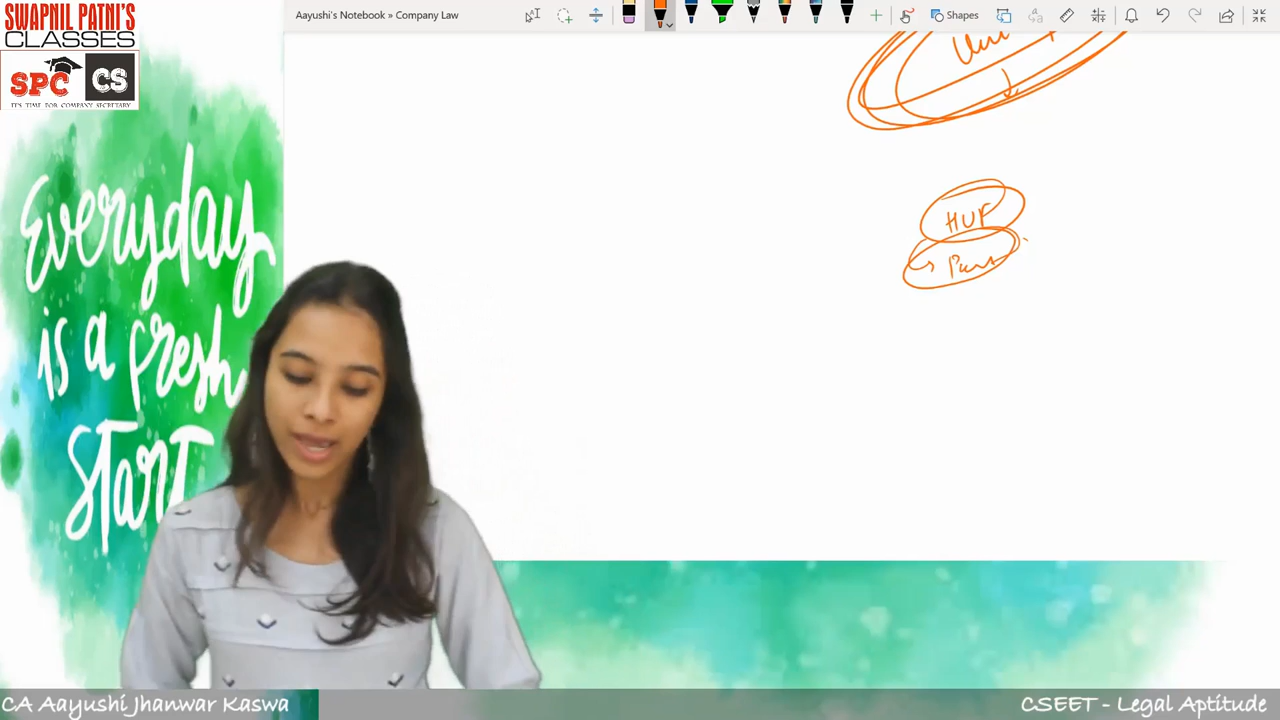 SWAPNIL PATNI'S
CLASSES
SPC CS
IT'S TIME FOR COMPANY SECRETARY
Aayushi's Notebook » Company Law
Shapes
HUF
Everyday
is a fresh
Start
CA Aayushi Jhanwar Kaswa
CSEET - Legal Aptitude